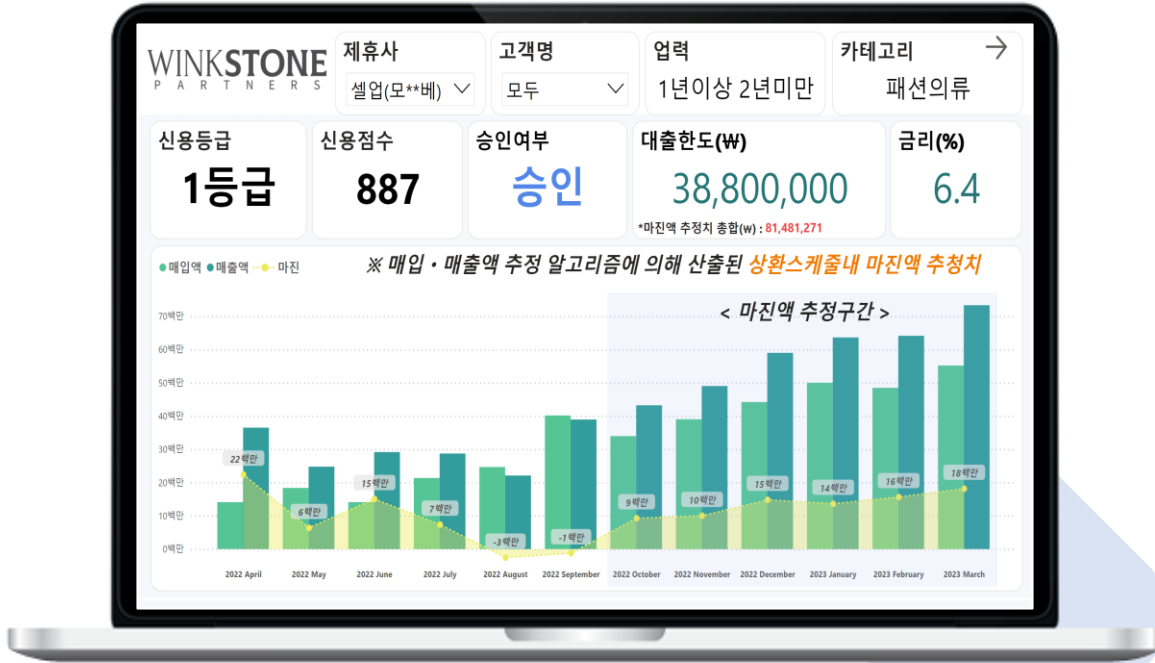 WINKSTONE
PARTNERS
제휴사
셀업(모**베)
고객명
모두
업력
1년이상 2년미만
카테고리
패션의류
신용등급
1등급
신용점수
887
승인여부
승인
대출한도(₩)
38,800,000
*마진액 추정치 총합(₩) : 81,481,271
금리(%)
6.4
매입액 매출액 마진
※ 매입・매출액 추정 알고리즘에 의해 산출된 상환스케줄내 마진액 추청치
< 마진액 추정구간 >
70백만
60백만
50백만
40백만
30백만
20백만
10백만
0백만
22백만
6백만
15백만
7백만
-3백만
-1백만
9백만
10백만
15백만
14백만
16백만
18백만
2022 April
2022 May
2022 June
2022 July
2022 August
2022 September
2022 October
2022 November
2022 December
2023 January
2023 February
2023 March